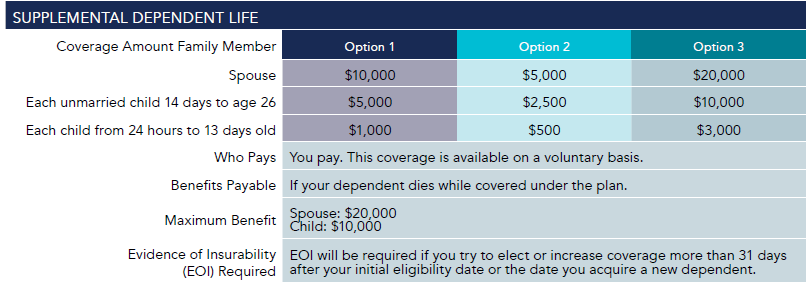 SUPPLEMENTAL DEPENDENT LIFE
Coverage Amount Family Member Option 1 Option 2 Option 3
Spouse $10,000 $5,000 $20,000
Each unmarried child 14 days to age 26 $5,000 $2,500 $10,000
Each child from 24 hours to 13 days old $1,000 $500 $3,000
Who Pays You pay. This coverage is available on a voluntary basis.
Benefits Payable If your dependent dies while covered under the plan.
Maximum Benefit Spouse: $20,000
Child: $10,000
Evidence of Insurability EOI will be required if you try to elect or increase coverage more than 31 days
(EOI) Required after your initial eligibility date or the date you acquire a new dependent.